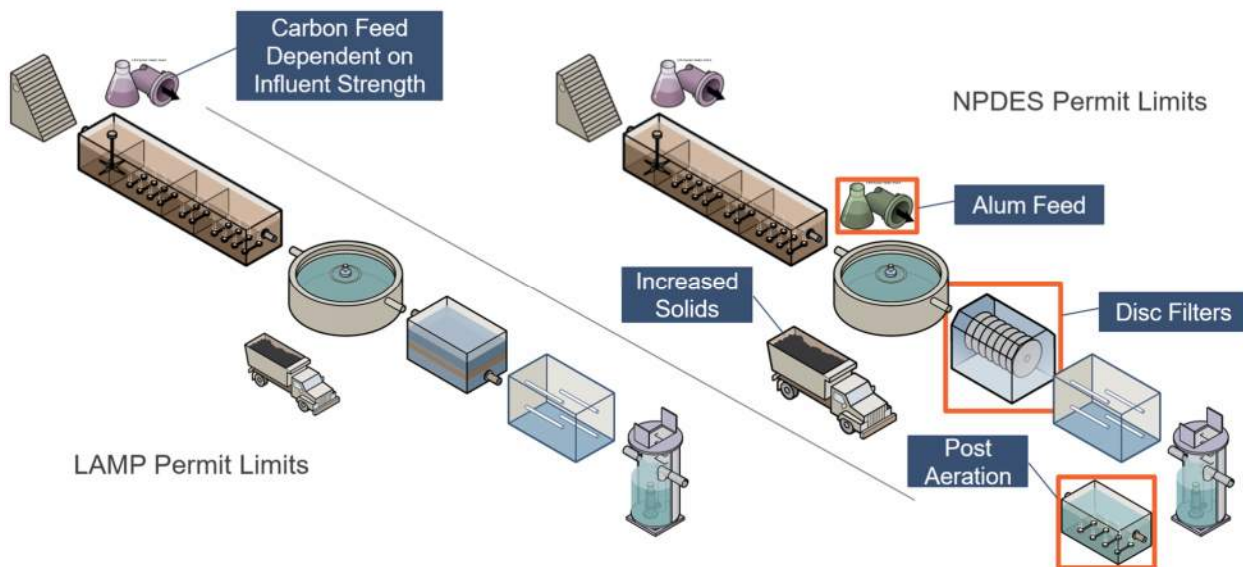 Carbon Feed
Dependent on
Influent Strength
NPDES Permit Limits
Alum Feed
Increased
Solids
Disc Filters
LAMP Permit Limits
Post
Aeration